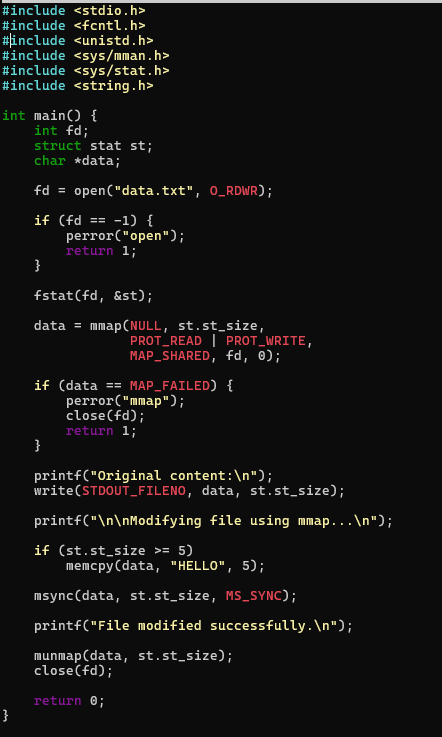 #include <stdio.h>
#include <fcntl.h>
#include <unistd.h>
#include <sys/mman.h>
#include <sys/stat.h>
#include <string.h>

int main() {
    int fd;
    struct stat st;
    char *data;

    fd = open("data.txt", O_RDWR);

    if (fd == -1) {
        perror("open");
        return 1;
    }

    fstat(fd, &st);

    data = mmap(NULL, st.st_size,
                PROT_READ | PROT_WRITE,
                MAP_SHARED, fd, 0);

    if (data == MAP_FAILED) {
        perror("mmap");
        close(fd);
        return 1;
    }

    printf("Original content:\n");
    write(STDOUT_FILENO, data, st.st_size);

    printf("\n\nModifying file using mmap...\n");

    if (st.st_size >= 5)
        memcpy(data, "HELLO", 5);

    msync(data, st.st_size, MS_SYNC);

    printf("File modified successfully.\n");

    munmap(data, st.st_size);
    close(fd);

    return 0;
}